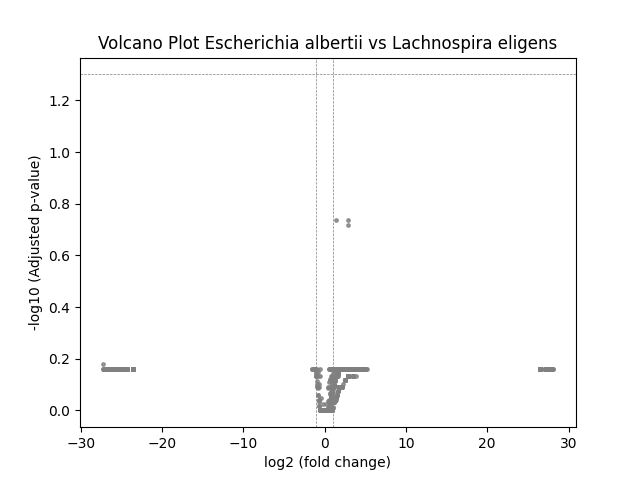 Volcano Plot Escherichia albertii vs Lachnospira eligens
-log10 (Adjusted p-value)
1.2
1.0
0.8
0.6
0.4
0.2
0.0
−30 −20 −10 0 10 20 30
log2 (fold change)